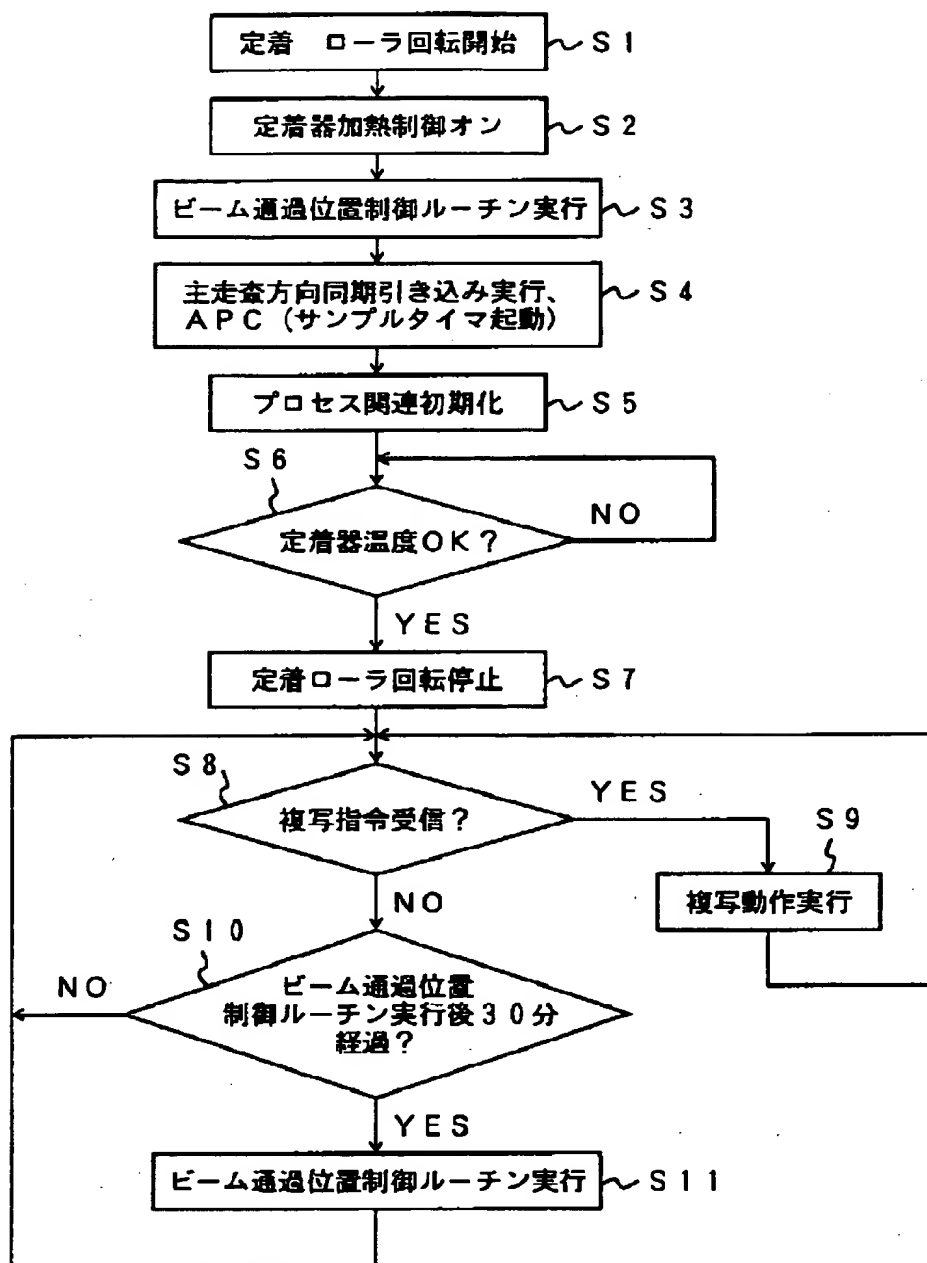 定着 ローラ回転開始 S1
定着器加熱制御オン S2
ビーム通過位置制御ルーチン実行 S3
主走査方向同期引き込み実行、 S4
APC(サンプルタイマ起動)
プロセス関連初期化 S5
S6
定着器温度OK?
NO
YES
定着ローラ回転停止 S7
S8
複写指令受信?
YES
S9
複写動作実行
NO
S10
ビーム通過位置
制御ルーチン実行後30分
経過?
NO
YES
ビーム通過位置制御ルーチン実行 S11